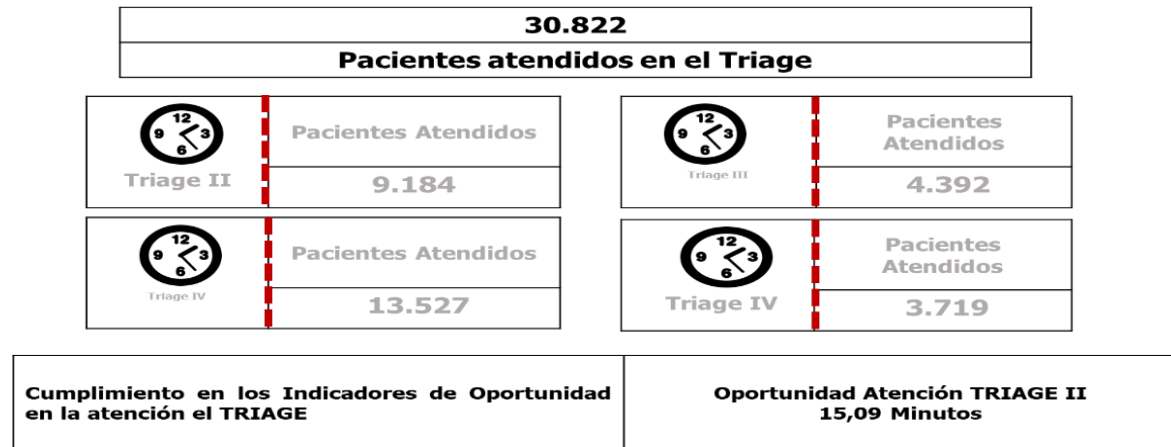 30.822
Pacientes atendidos en el Triage
12
9 3
6
Triage II
Pacientes Atendidos
9.184
12
9 3
6
Triage III
Pacientes
Atendidos
4.392
12
9 3
6
Triage IV
Pacientes Atendidos
13.527
12
9 3
6
Triage IV
Pacientes
Atendidos
3.719
Cumplimiento en los Indicadores de Oportunidad
en la atención el TRIAGE
Oportunidad Atención TRIAGE II
15,09 Minutos